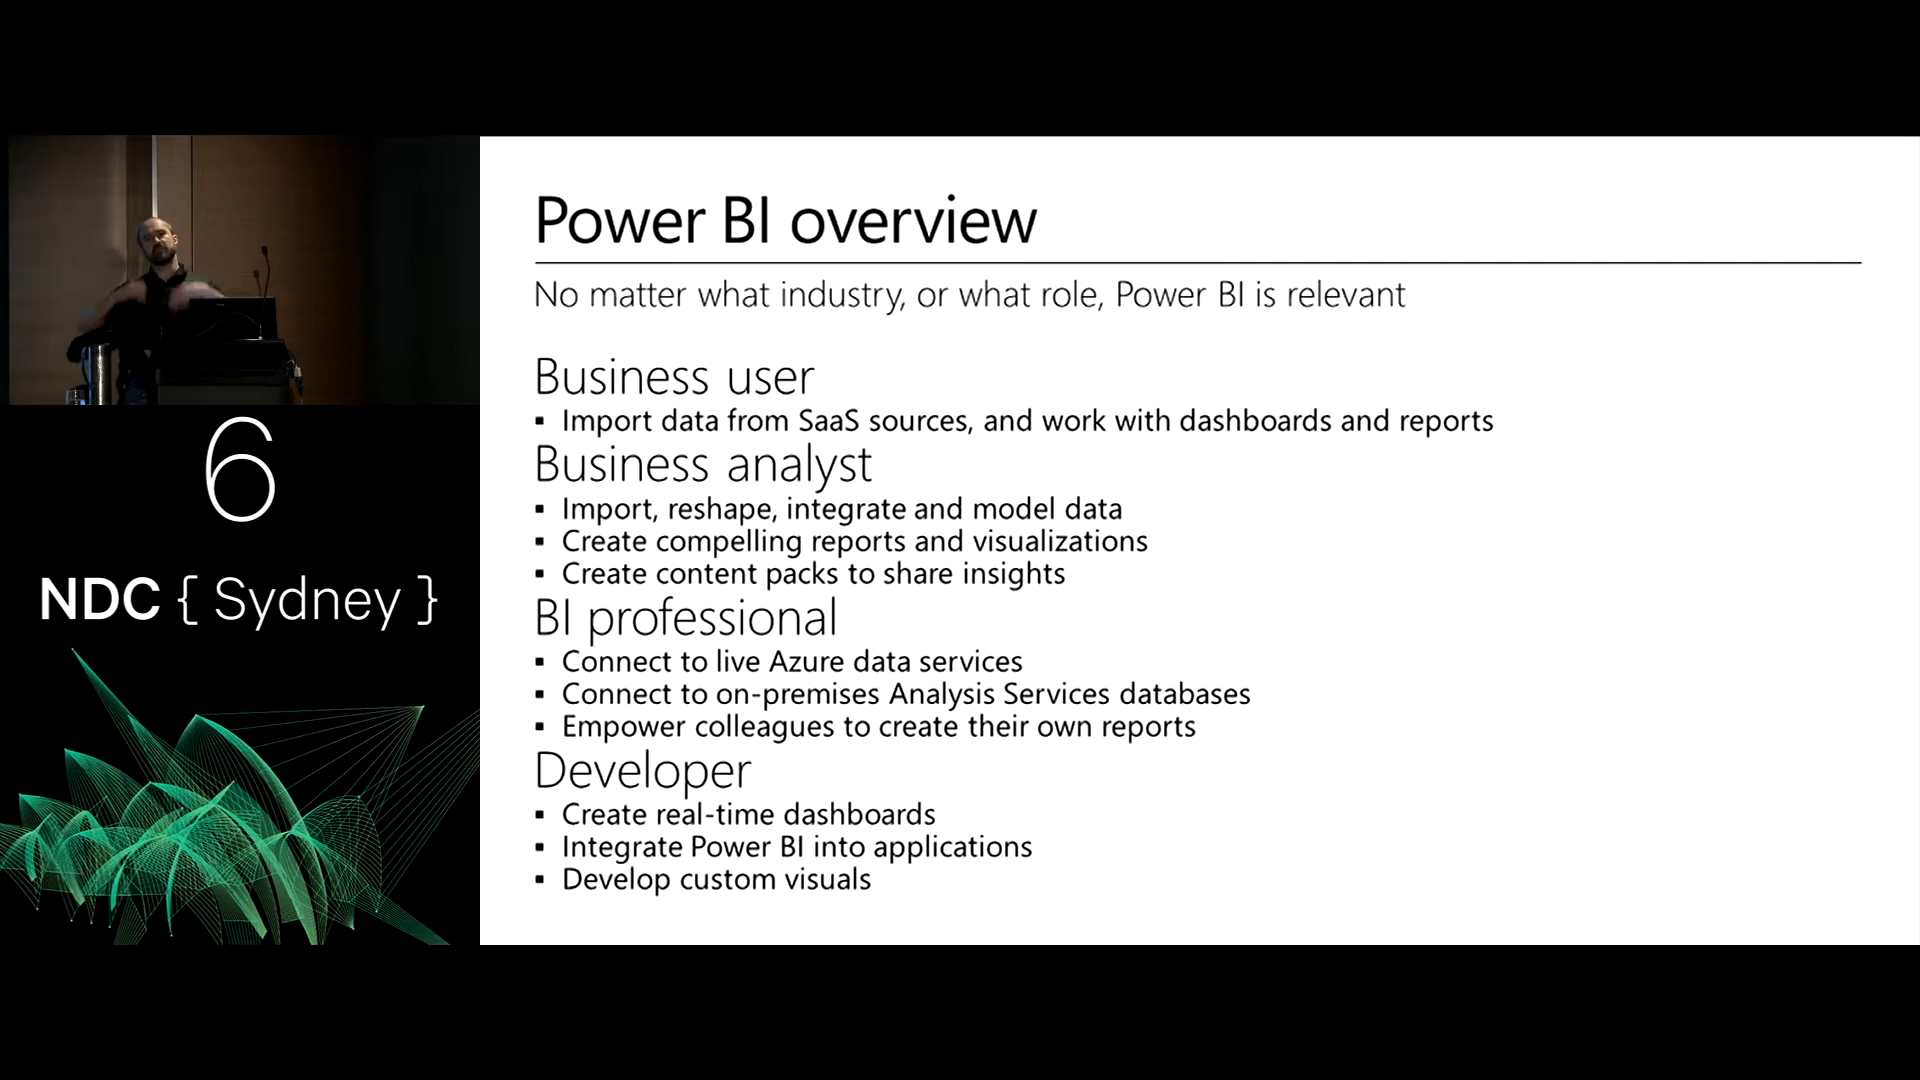 6
NDC { Sydney }
Power BI overview
No matter what industry, or what role, Power BI is relevant
Business user
▪ Import data from SaaS sources, and work with dashboards and reports
Business analyst
▪ Import, reshape, integrate and model data
▪ Create compelling reports and visualizations
▪ Create content packs to share insights
BI professional
▪ Connect to live Azure data services
▪ Connect to on-premises Analysis Services databases
▪ Empower colleagues to create their own reports
Developer
▪ Create real-time dashboards
▪ Integrate Power BI into applications
▪ Develop custom visuals